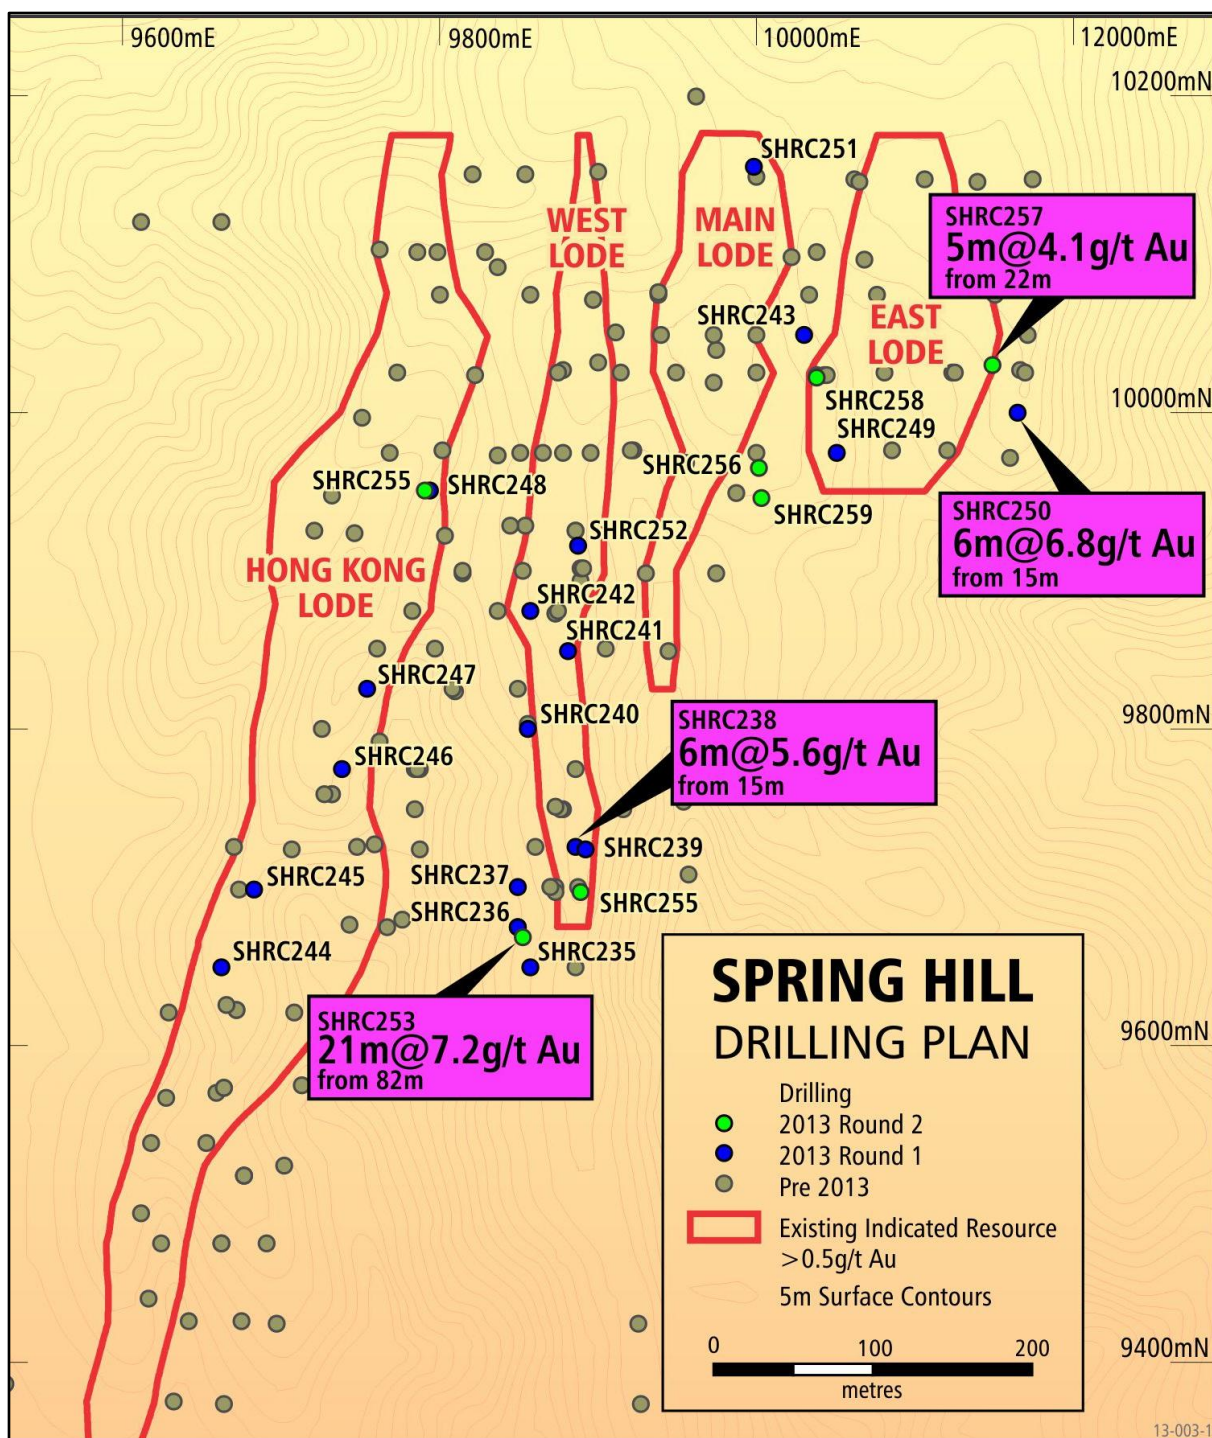 9600mE
9800mE
10000mE
12000mE
10200mN
SHRC251
WEST
LODE
MAIN
LODE
SHRC257
5m@4.1g/t Au
from 22m
SHRC243
EAST
LODE
SHRC258
10000mN
SHRC249
SHRC256
SHRC255
SHRC248
SHRC259
SHRC250
6m@6.8g/t Au
from 15m
SHRC252
HONG KONG
LODE
SHRC242
SHRC241
SHRC247
SHRC240
SHRC238
6m@5.6g/t Au
from 15m
9800mN
SHRC246
SHRC239
SHRC245
SHRC237
SHRC255
SHRC236
SHRC244
SHRC235
SHRC253
21m@7.2g/t Au
from 82m
SPRING HILL
DRILLING PLAN
Drilling
2013 Round 2
2013 Round 1
Pre 2013
Existing Indicated Resource
>0.5g/t Au
5m Surface Contours
0 100 200
metres
9600mN
9400mN
13-003-1